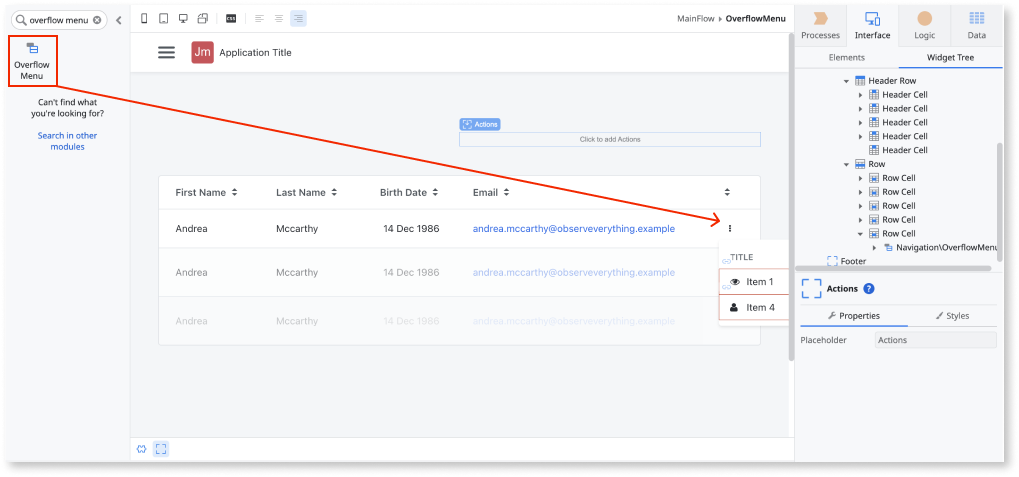 overflow menu
Overflow
Menu
Can't find what
you're looking for?
Search in other
modules
CSS
MainFlow OverflowMenu
Jm Application Title
Actions
Click to add Actions
First Name Last Name Birth Date Email
Andrea Mccarthy 14 Dec 1986 andrea.mccarthy@observeverything.example
Andrea Mccarthy 14 Dec 1986 andrea.mccarthy@observeverything.example
Andrea Mccarthy 14 Dec 1986 andrea.mccarthy@observeverything.example
TITLE
Item 1
Item 4
Processes Interface Logic Data
Elements Widget Tree
Header Row
Header Cell
Header Cell
Header Cell
Header Cell
Header Cell
Row
Row Cell
Row Cell
Row Cell
Row Cell
Row Cell
Navigation\OverflowMenu
Footer
Actions ?
Properties Styles
Placeholder Actions